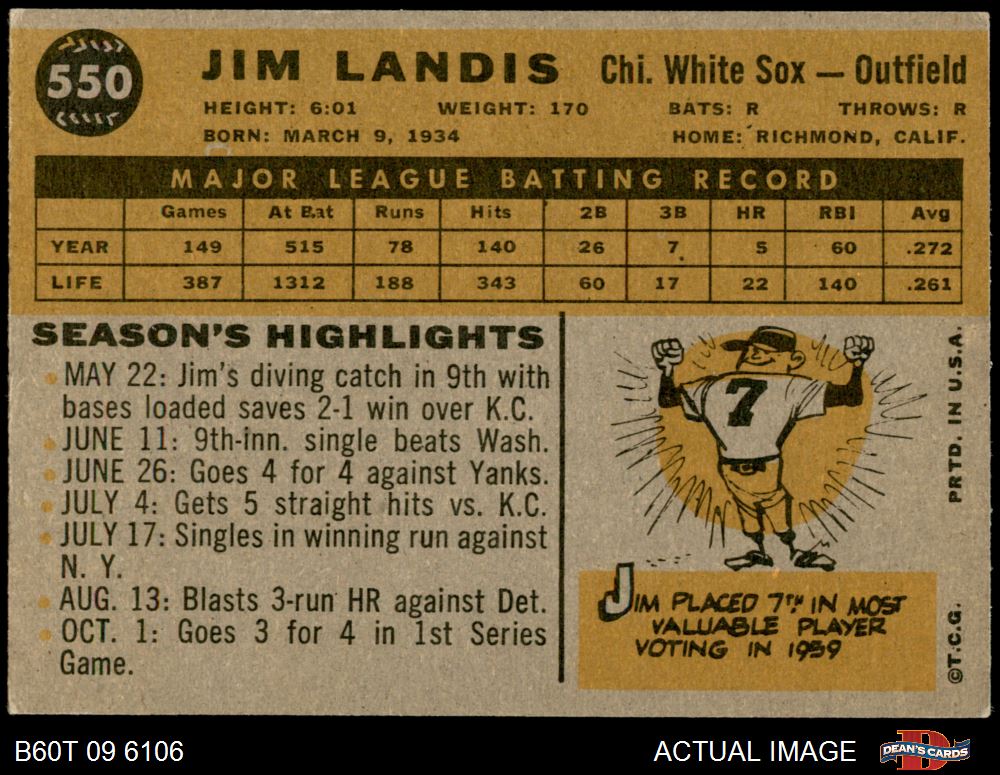 550
JIM LANDIS Chi. White Sox — Outfield
HEIGHT: 6:01 WEIGHT: 170 BATS: R THROWS: R
BORN: MARCH 9, 1934 HOME: RICHMOND, CALIF.
MAJOR LEAGUE BATTING RECORD
Games At Bat Runs Hits 2B 3B HR RBI Avg
YEAR 149 515 78 140 26 7 5 60 .272
LIFE 387 1312 188 343 60 17 22 140 .261
SEASON'S HIGHLIGHTS
MAY 22: Jim's diving catch in 9th with
bases loaded saves 2-1 win over K.C.
JUNE 11: 9th-inn. single beats Wash.
JUNE 26: Goes 4 for 4 against Yanks.
JULY 4: Gets 5 straight hits vs. K.C.
JULY 17: Singles in winning run against
N. Y.
AUG. 13: Blasts 3-run HR against Det.
OCT. 1: Goes 3 for 4 in 1st Series
Game.
7
JIM PLACED 7TH IN MOST
VALUABLE PLAYER
VOTING IN 1959
PRTD. IN U.S.A.
©T.C.G.
B60T 09 6106 ACTUAL IMAGE DEAN'S CARDS